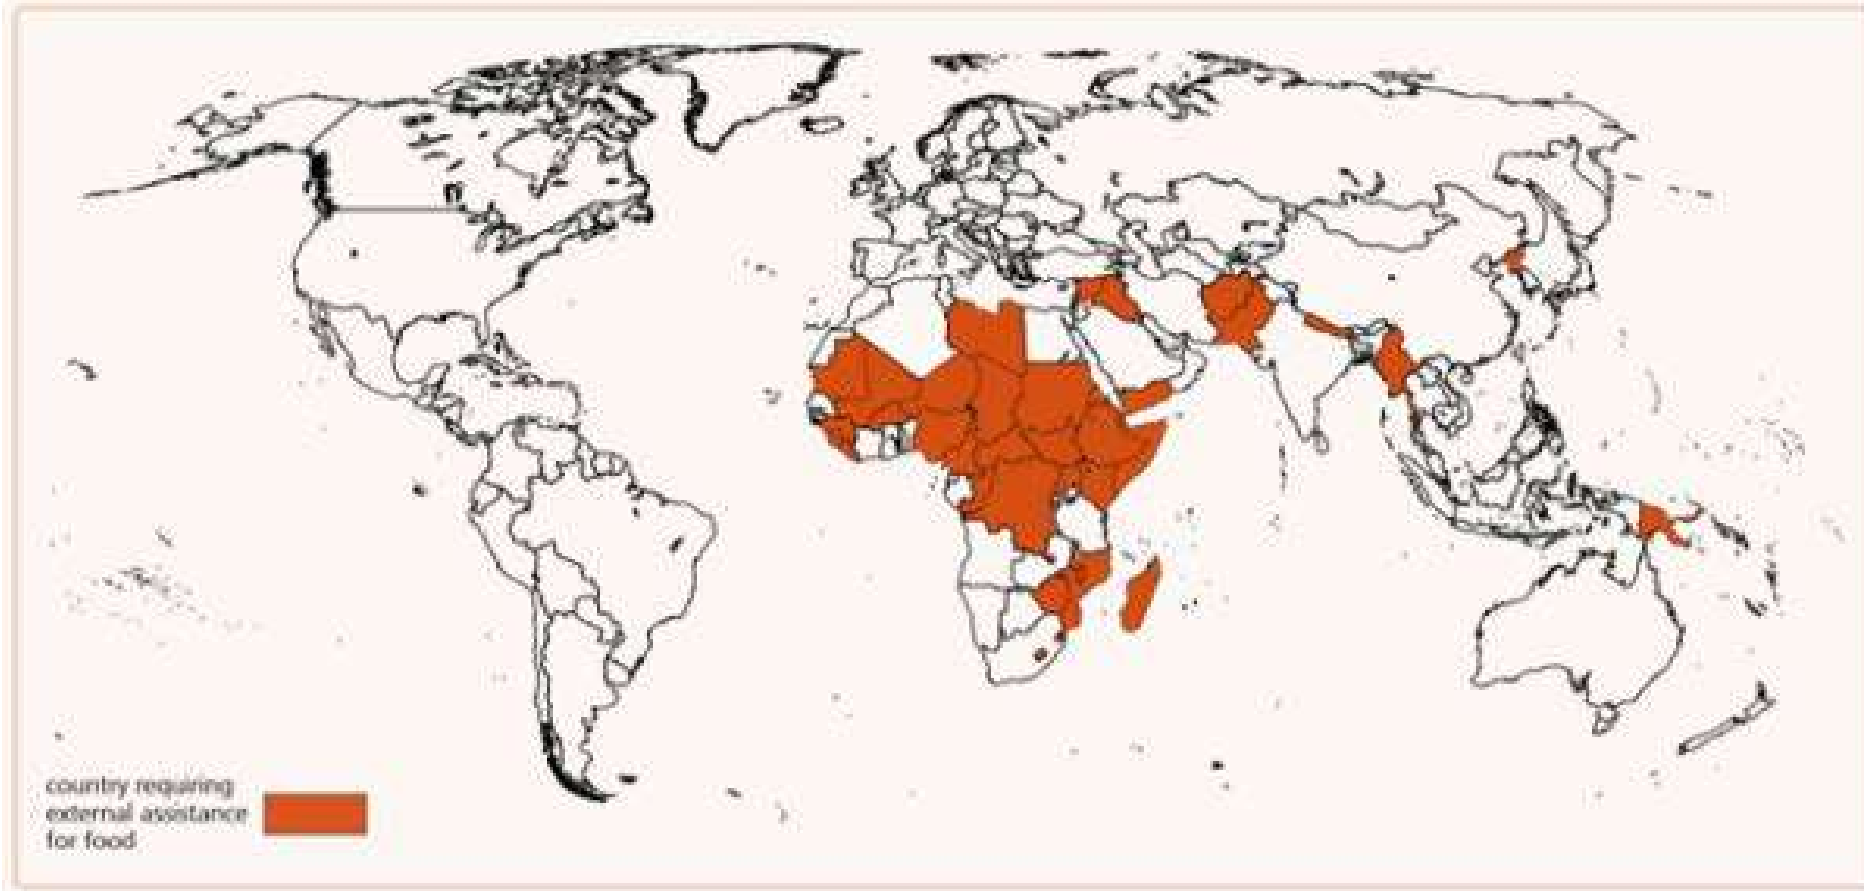 country requiring
external assistance
for food